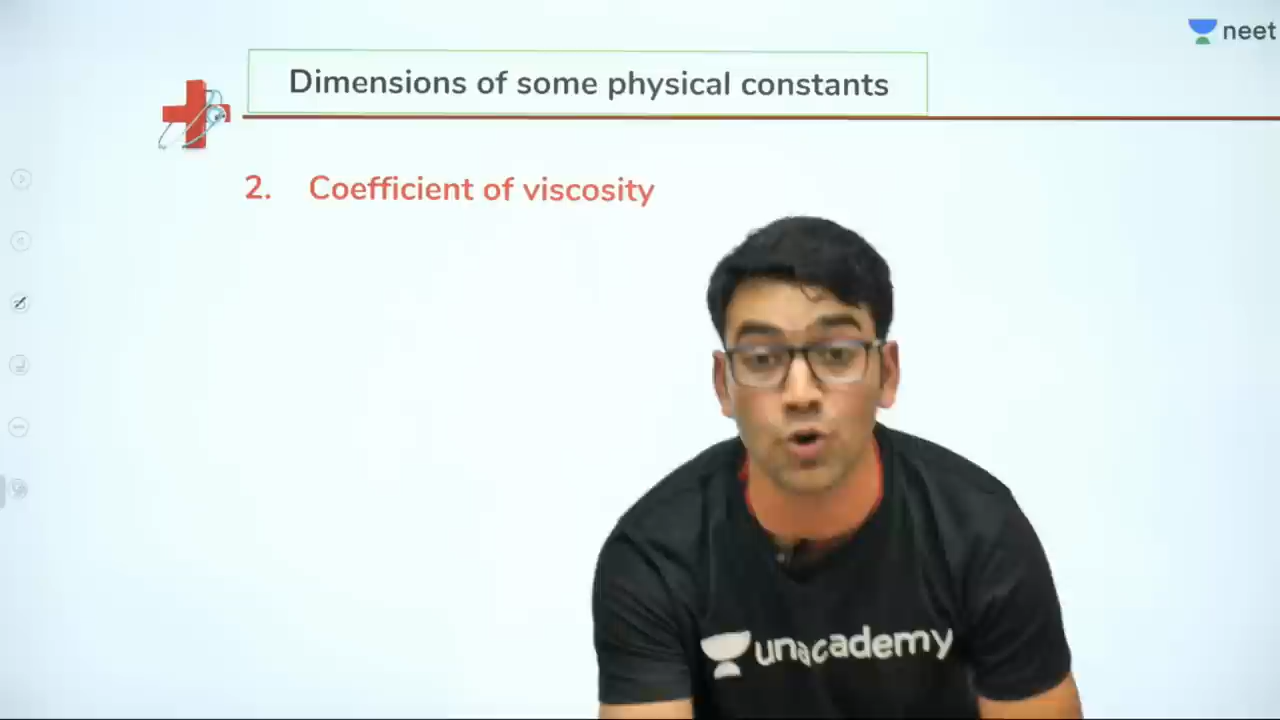 neet
Dimensions of some physical constants
2. Coefficient of viscosity
unacademy